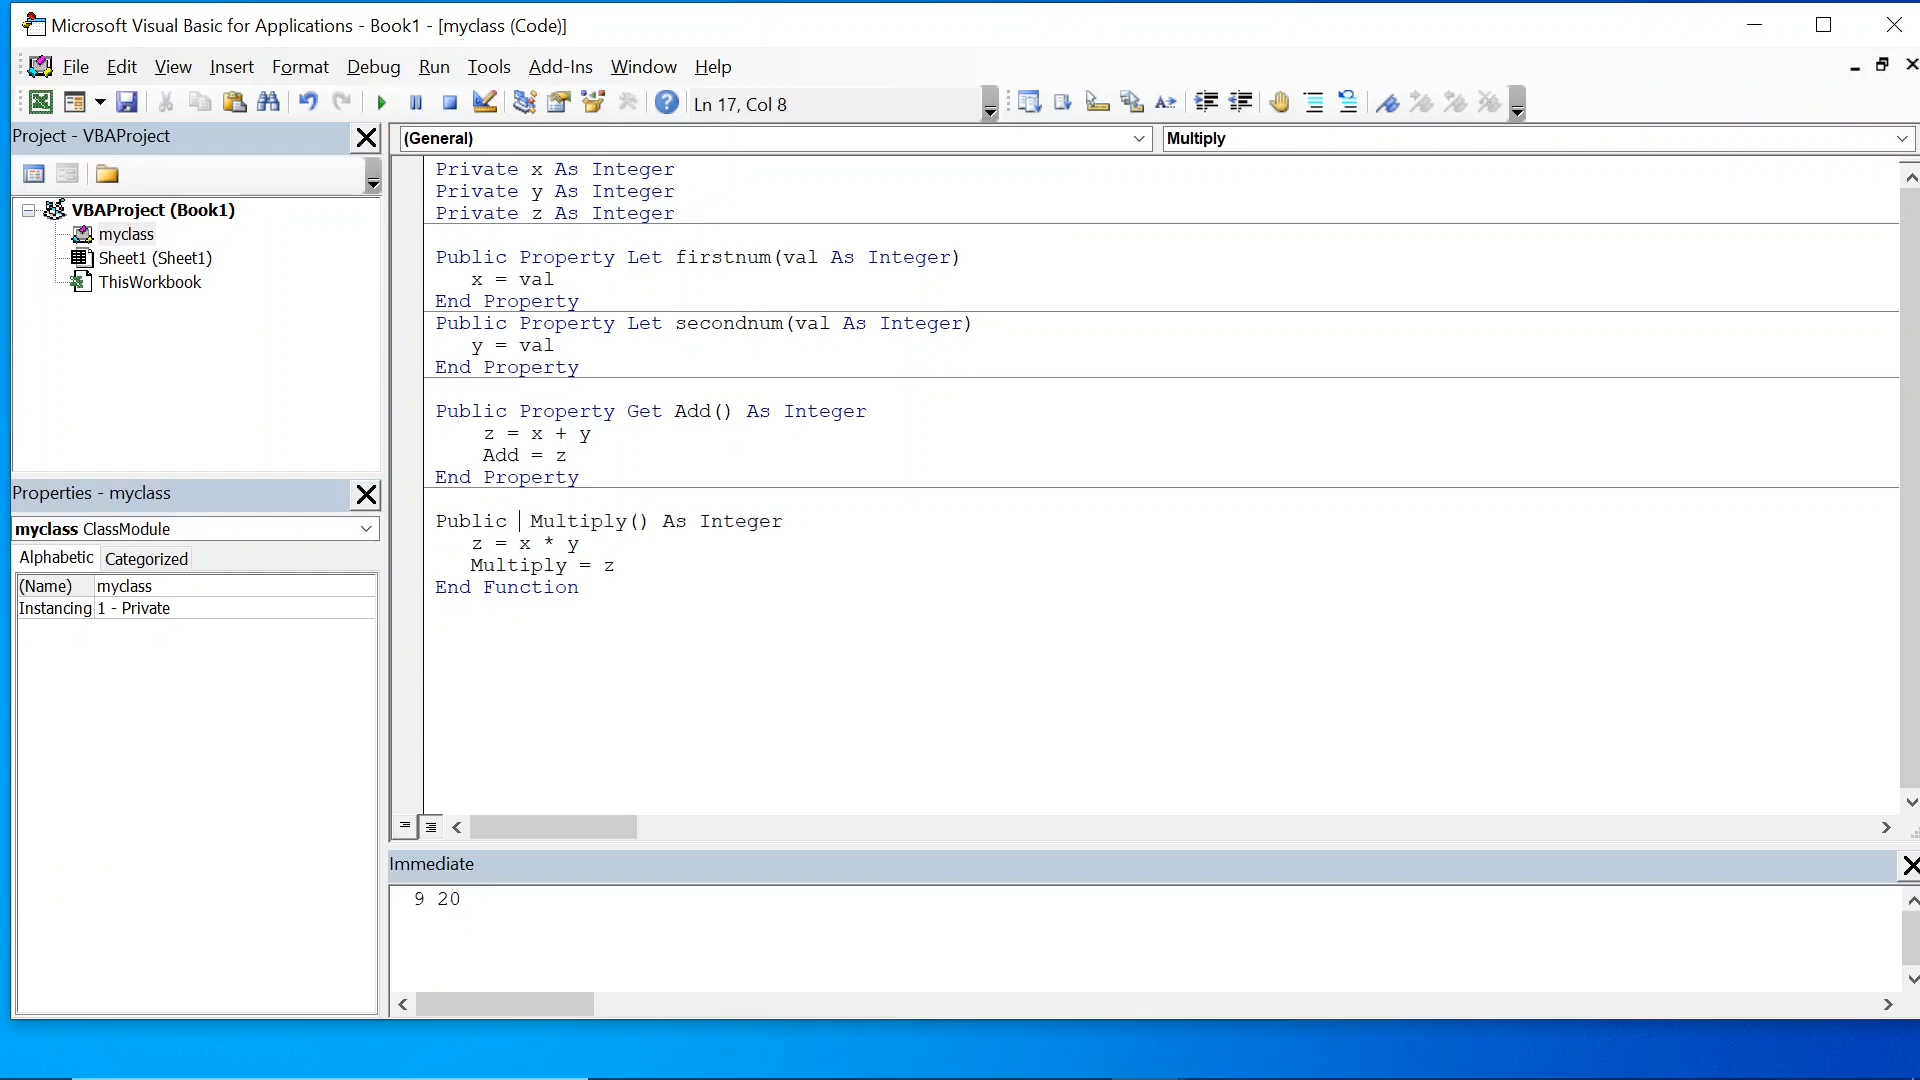 Microsoft Visual Basic for Applications - Book1 - [myclass (Code)]
File Edit View Insert Format Debug Run Tools Add-Ins Window Help
Ln 17, Col 8
Project - VBAProject
VBAProject (Book1)
myclass
Sheet1 (Sheet1)
ThisWorkbook
Properties - myclass
myclass ClassModule
Alphabetic Categorized
(Name) myclass
Instancing 1 - Private
(General) Multiply
Private x As Integer
Private y As Integer
Private z As Integer
Public Property Let firstnum(val As Integer)
x = val
End Property
Public Property Let secondnum(val As Integer)
y = val
End Property
Public Property Get Add() As Integer
z = x + y
Add = z
End Property
Public Multiply() As Integer
z = x * y
Multiply = z
End Function
Immediate
9 20